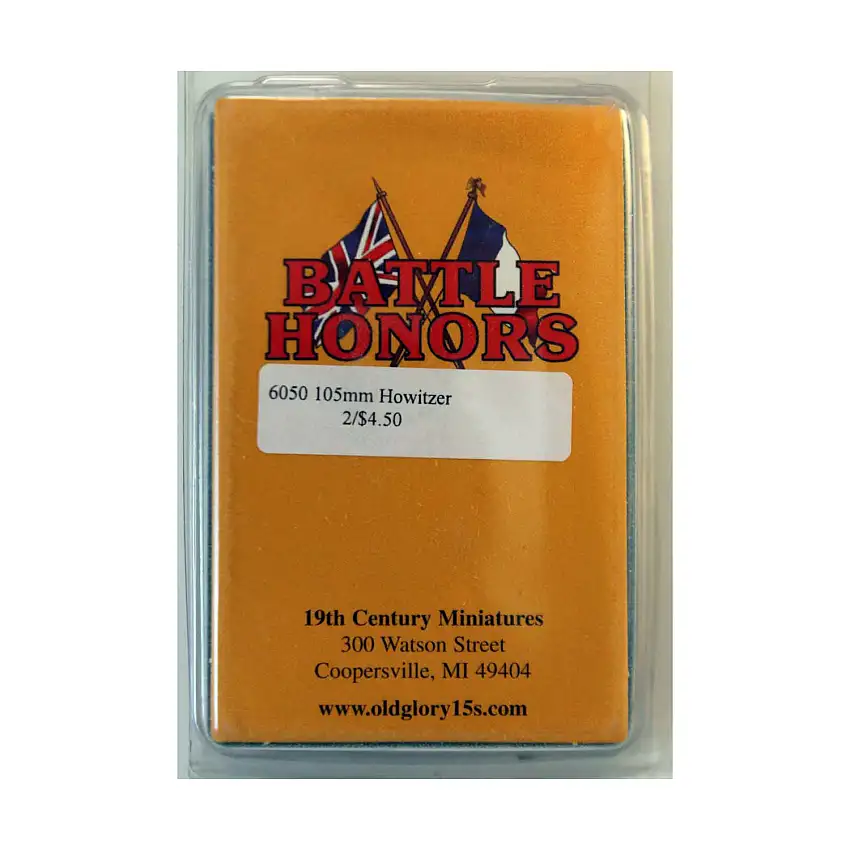 BATTLE
HONORS
6050 105mm Howitzer
2/$4.50
19th Century Miniatures
300 Watson Street
Coopersville, MI 49404
www.oldglory15s.com